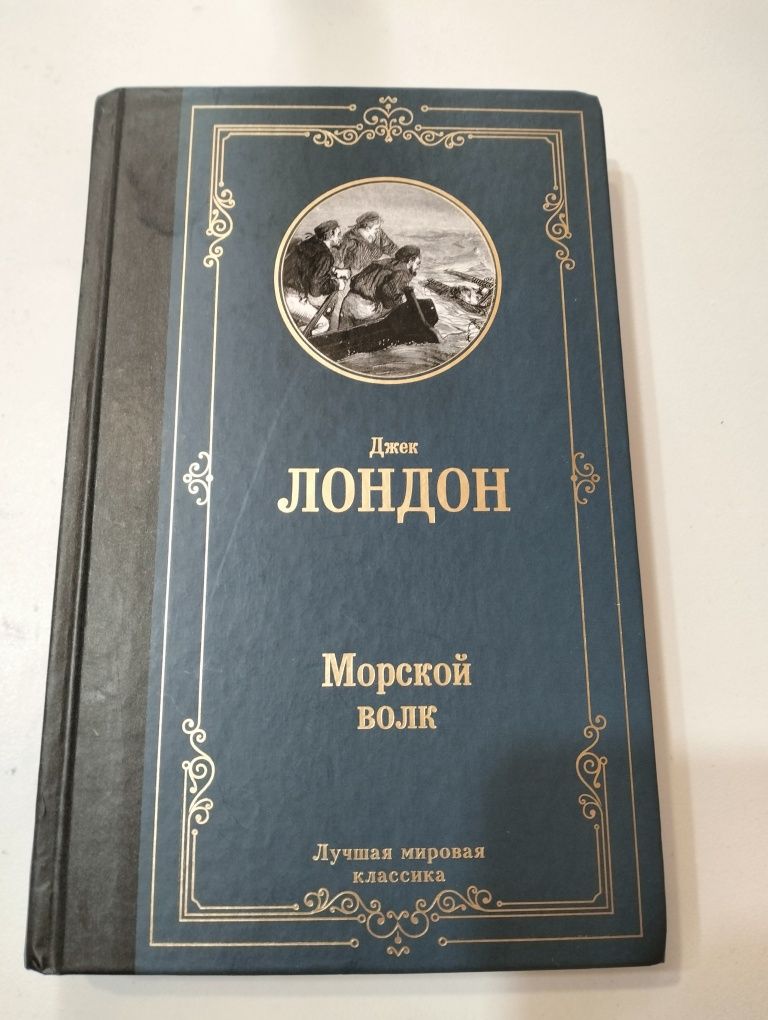 Джек
ЛОНДОН
Морской
волк
Лучшая мировая
классика